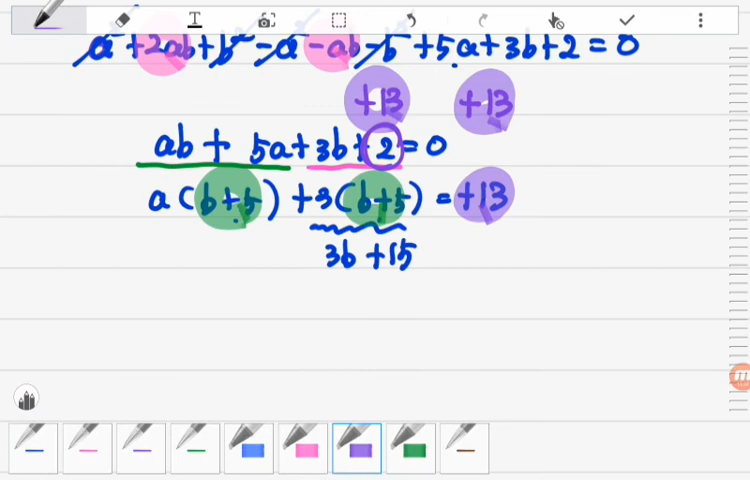 a² + 2ab + b² - a² - ab - b² + 5a + 3b + 2 = 0
+13 +13
ab + 5a + 3b + 2 = 0
a(b+5) + 3(b+5) = +13
3b + 15